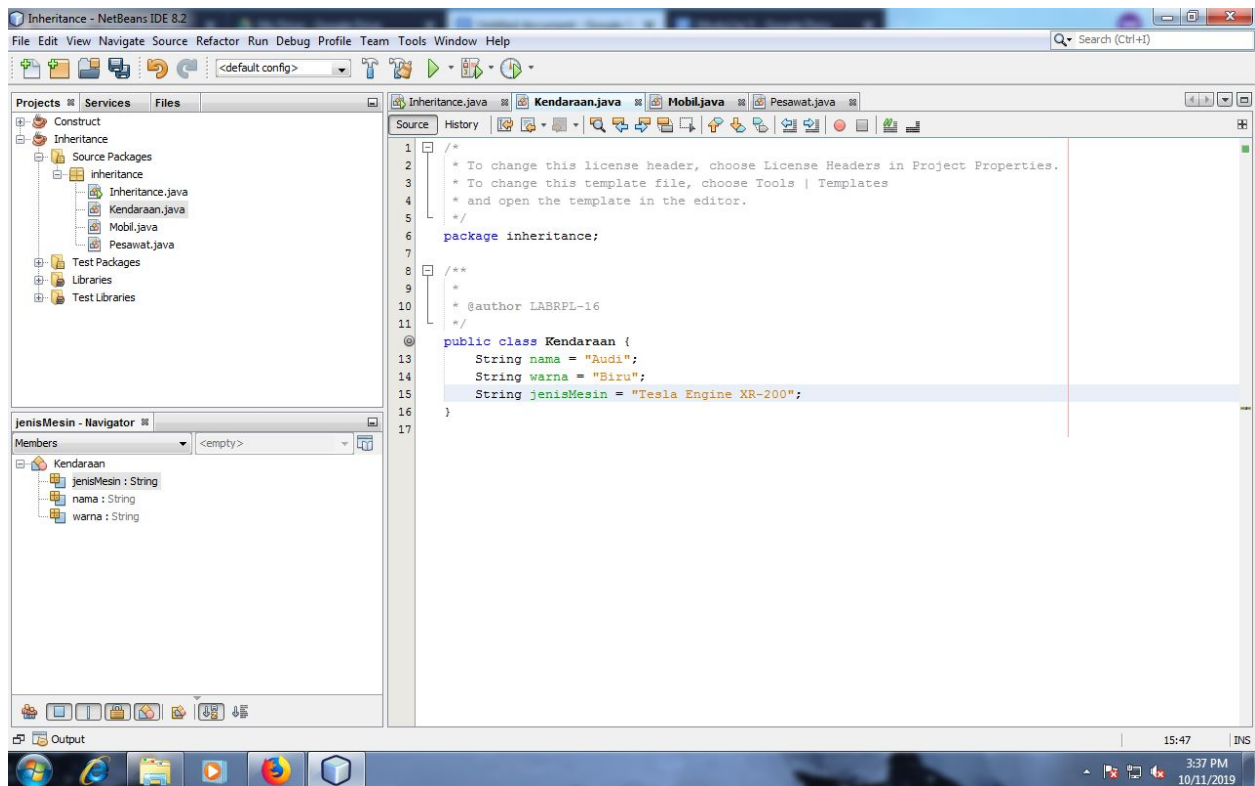 Inheritance - NetBeans IDE 8.2
File Edit View Navigate Source Refactor Run Debug Profile Team Tools Window Help
Search (Ctrl+I)
<default config>
Projects Services Files
Construct
Inheritance
Source Packages
inheritance
Inheritance.java
Kendaraan.java
Mobil.java
Pesawat.java
Test Packages
Libraries
Test Libraries
jenisMesin - Navigator
Members <empty>
Kendaraan
jenisMesin : String
nama : String
warna : String
Inheritance.java Kendaraan.java Mobil.java Pesawat.java
Source History
1 /*
2 * To change this license header, choose License Headers in Project Properties.
3 * To change this template file, choose Tools | Templates
4 * and open the template in the editor.
5 */
6 package inheritance;
7
8 /**
9 *
10 * @author LABRPL-16
11 */
public class Kendaraan {
13 String nama = "Audi";
14 String warna = "Biru";
15 String jenisMesin = "Tesla Engine XR-200";
16 }
17
Output
15:47 INS
3:37 PM
10/11/2019